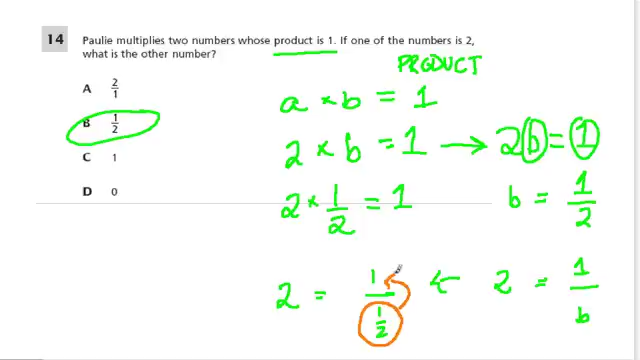 14 Paulie multiplies two numbers whose product is 1. If one of the numbers is 2,
what is the other number?
PRODUCT
A 2/1
a × b = 1
B 1/2
2 × b = 1 → 2b = 1
C 1
2 × 1/2 = 1 b = 1/2
D 0
2 = 1/(1/2) ← 2 = 1/b